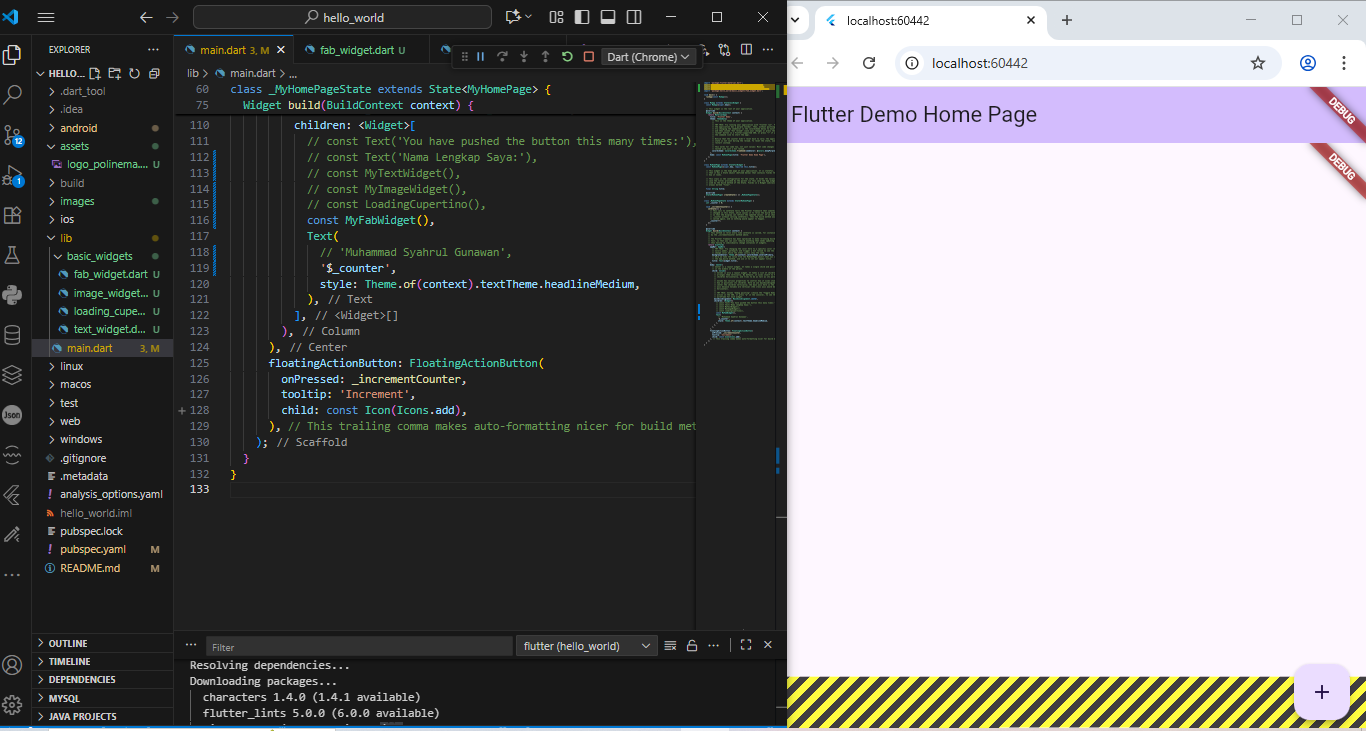 hello_world
EXPLORER
HELLO...
.dart_tool
.idea
android
assets
logo_polinema.... U
build
images
ios
lib
basic_widgets
fab_widget.dart U
image_widget... U
loading_cupe... U
text_widget.d... U
main.dart 3, M
linux
macos
test
web
windows
.gitignore
.metadata
analysis_options.yaml
hello_world.iml
pubspec.lock
pubspec.yaml M
README.md M
OUTLINE
TIMELINE
DEPENDENCIES
MYSQL
JAVA PROJECTS
12
1
Json
main.dart 3, M
fab_widget.dart U
Dart (Chrome)
lib > main.dart > ...
60 class _MyHomePageState extends State<MyHomePage> {
75 Widget build(BuildContext context) {
110 children: <Widget>[
111 // const Text('You have pushed the button this many times:'),
112 // const Text('Nama Lengkap Saya:'),
113 // const MyTextWidget(),
114 // const MyImageWidget(),
115 // const LoadingCupertino(),
116 const MyFabWidget(),
117 Text(
118 // 'Muhammad Syahrul Gunawan',
119 '$_counter',
120 style: Theme.of(context).textTheme.headlineMedium,
121 ), // Text
122 ], // <Widget>[]
123 ), // Column
124 ), // Center
125 floatingActionButton: FloatingActionButton(
126 onPressed: _incrementCounter,
127 tooltip: 'Increment',
128 child: const Icon(Icons.add),
129 ), // This trailing comma makes auto-formatting nicer for build met
130 ); // Scaffold
131 }
132 }
133
Filter
flutter (hello_world)
Resolving dependencies...
Downloading packages...
characters 1.4.0 (1.4.1 available)
flutter_lints 5.0.0 (6.0.0 available)
localhost:60442
localhost:60442
Flutter Demo Home Page
DEBUG
DEBUG